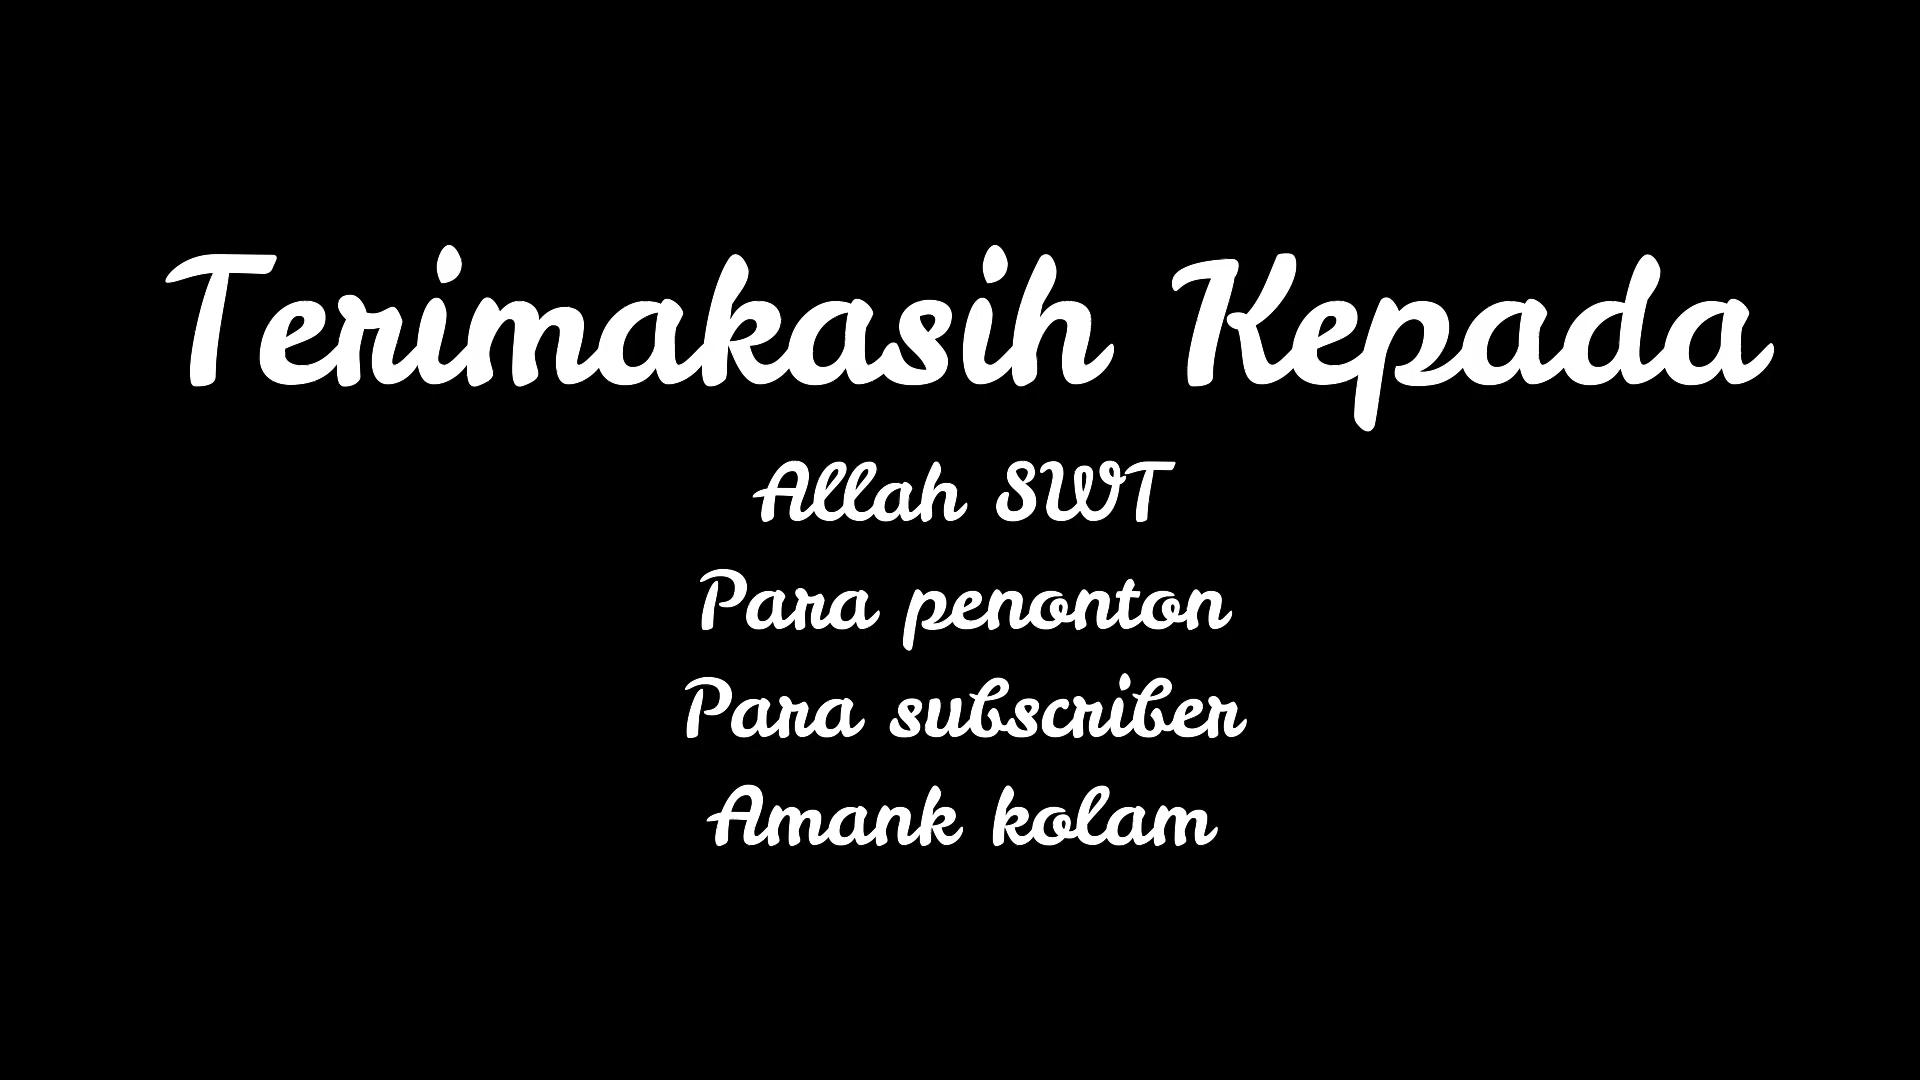 Terimakasih Kepada
Allah SWT
Para penonton
Para subscriber
Amank kolam